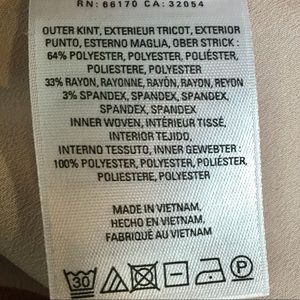 RN: 66170 CA: 32054
OUTER KINT, EXTERIEUR TRICOT, EXTERIOR
PUNTO, ESTERNO MAGLIA, OBER STRICK :
64% POLYESTER, POLYESTER, POLIÉSTER,
POLIESTERE, POLYESTER
33% RAYON, RAYONNE, RAYÓN, RAYON, REYON
3% SPANDEX, SPANDEX, SPANDEX,
SPANDEX, SPANDEX
INNER WOVEN, INTÉRIEUR TISSÉ,
INTERIOR TEJIDO,
INTERNO TESSUTO, INNER GEWEBTER :
100% POLYESTER, POLYESTER, POLIÉSTER,
POLIESTERE, POLYESTER
MADE IN VIETNAM,
HECHO EN VIETNAM,
FABRIQUÉ AU VIETNAM
30 P